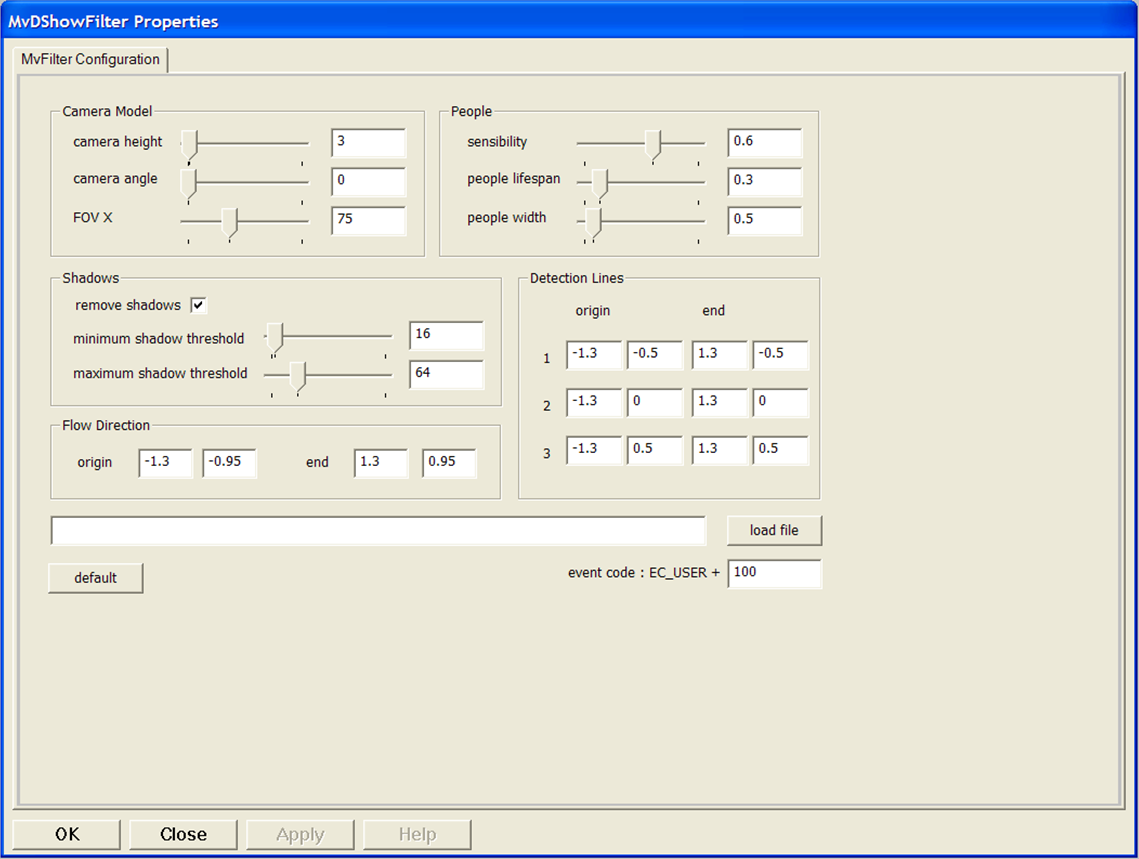 MvDShowFilter Properties
MvFilter Configuration
Camera Model
camera height 3
camera angle 0
FOV X 75
People
sensibility 0.6
people lifespan 0.3
people width 0.5
Shadows
remove shadows
minimum shadow threshold 16
maximum shadow threshold 64
Detection Lines
origin end
1 -1.3 -0.5 1.3 -0.5
2 -1.3 0 1.3 0
3 -1.3 0.5 1.3 0.5
Flow Direction
origin -1.3 -0.95 end 1.3 0.95
load file
default
event code : EC_USER + 100
OK Close Apply Help